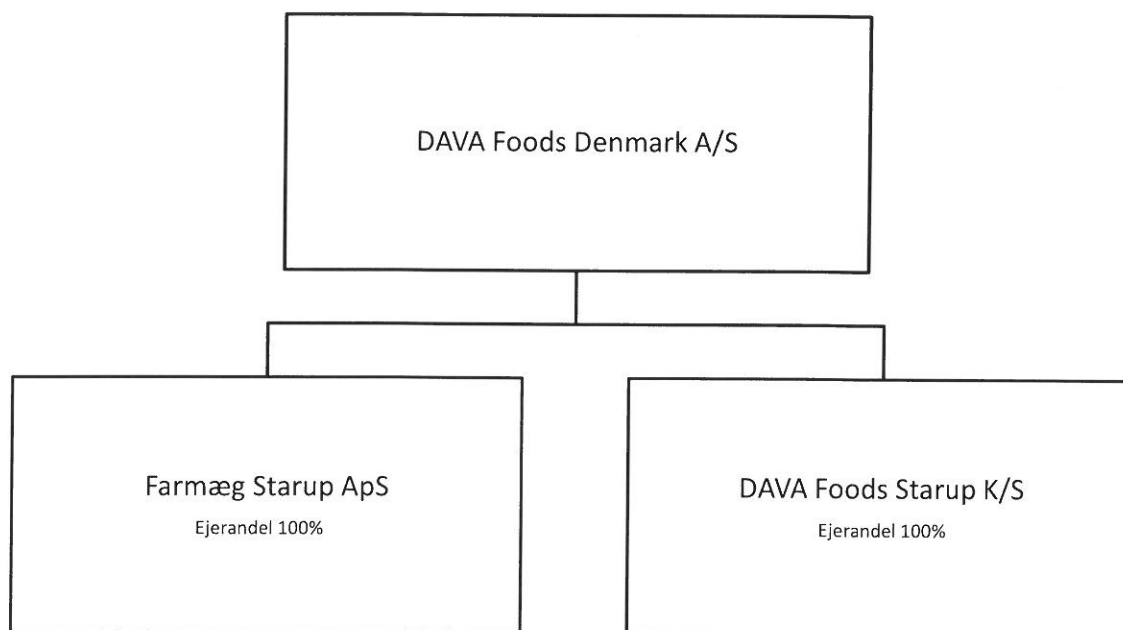 DAVA Foods Denmark A/S
Farmæg Starup ApS
Ejerandel 100%
DAVA Foods Starup K/S
Ejerandel 100%